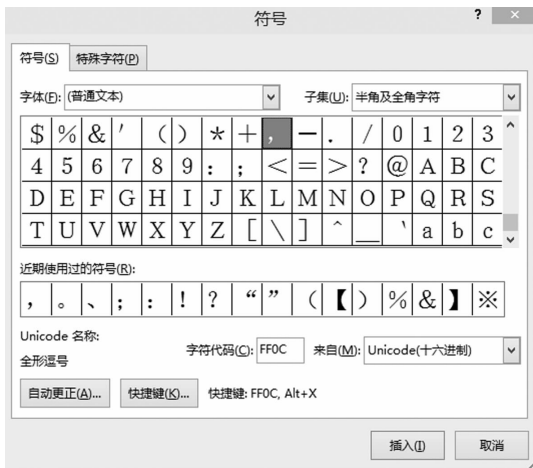 符号
? ×
符号(S) 特殊字符(P)
字体(F): (普通文本) 子集(U): 半角及全角字符
$ % & ' ( ) * + , - . / 0 1 2 3
4 5 6 7 8 9 : ; < = > ? @ A B C
D E F G H I J K L M N O P Q R S
T U V W X Y Z [ \ ] ^ _ ` a b c
近期使用过的符号(R):
, 。 、 ; : ! ? “ ” ( 【 ) % & 】 ※
Unicode 名称:
全形逗号
字符代码(C): FF0C 来自(M): Unicode(十六进制)
自动更正(A)... 快捷键(K)... 快捷键: FF0C, Alt+X
插入(I) 取消